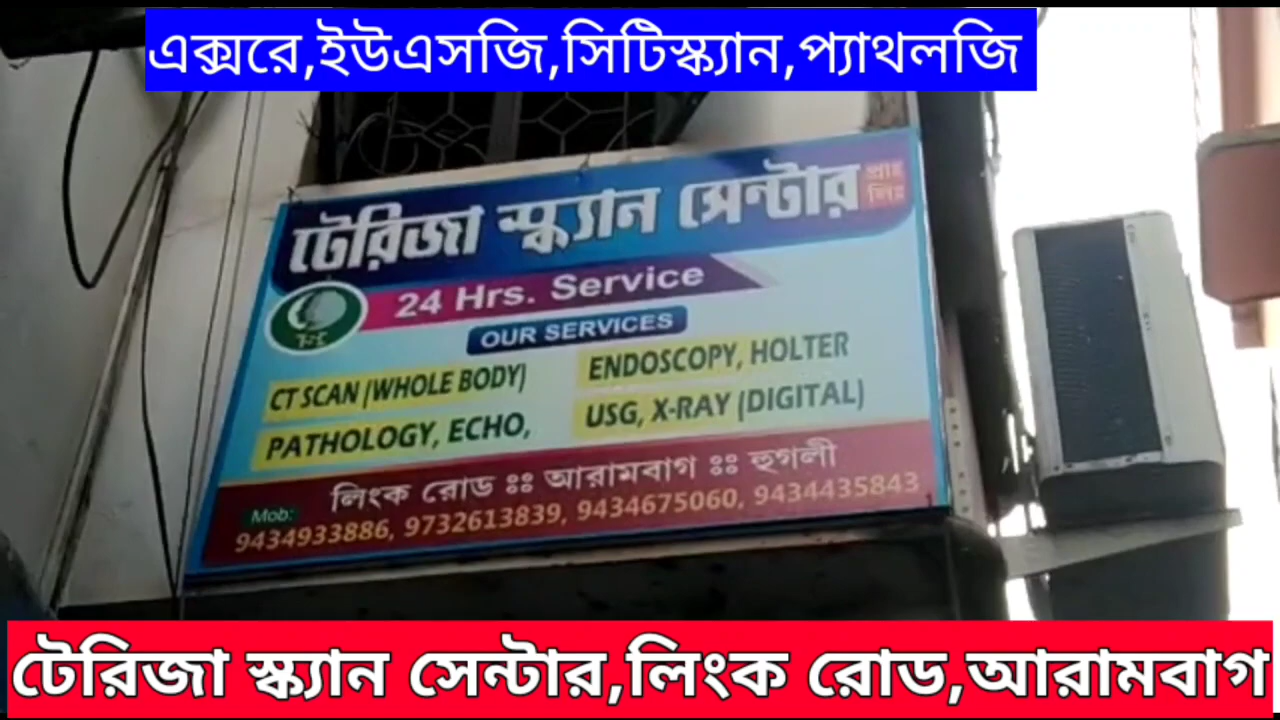 এক্সরে,ইউএসজি,সিটিস্ক্যান,প্যাথলজি
টেরিজা স্ক্যান সেন্টার প্রাঃ লিঃ
24 Hrs. Service
OUR SERVICES
CT SCAN (WHOLE BODY)
ENDOSCOPY, HOLTER
PATHOLOGY, ECHO,
USG, X-RAY (DIGITAL)
লিংক রোড ঃঃ আরামবাগ ঃঃ হুগলী
Mob:
9434933886, 9732613839, 9434675060, 9434435843
টেরিজা স্ক্যান সেন্টার,লিংক রোড,আরামবাগ